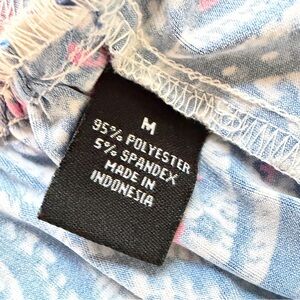 M
95% POLYESTER
5% SPANDEX
MADE IN
INDONESIA